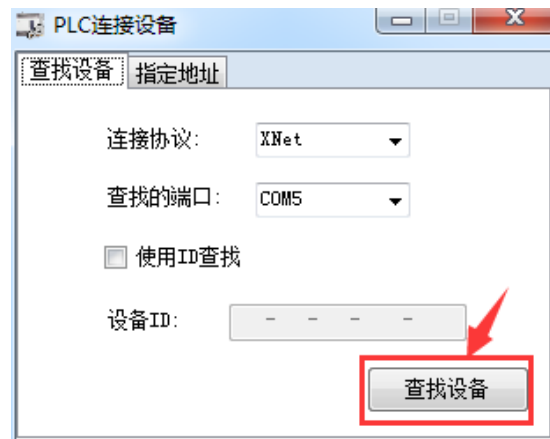 PLC连接设备
查找设备 指定地址
连接协议: XNet
查找的端口: COM5
使用ID查找
设备ID: - - - -
查找设备